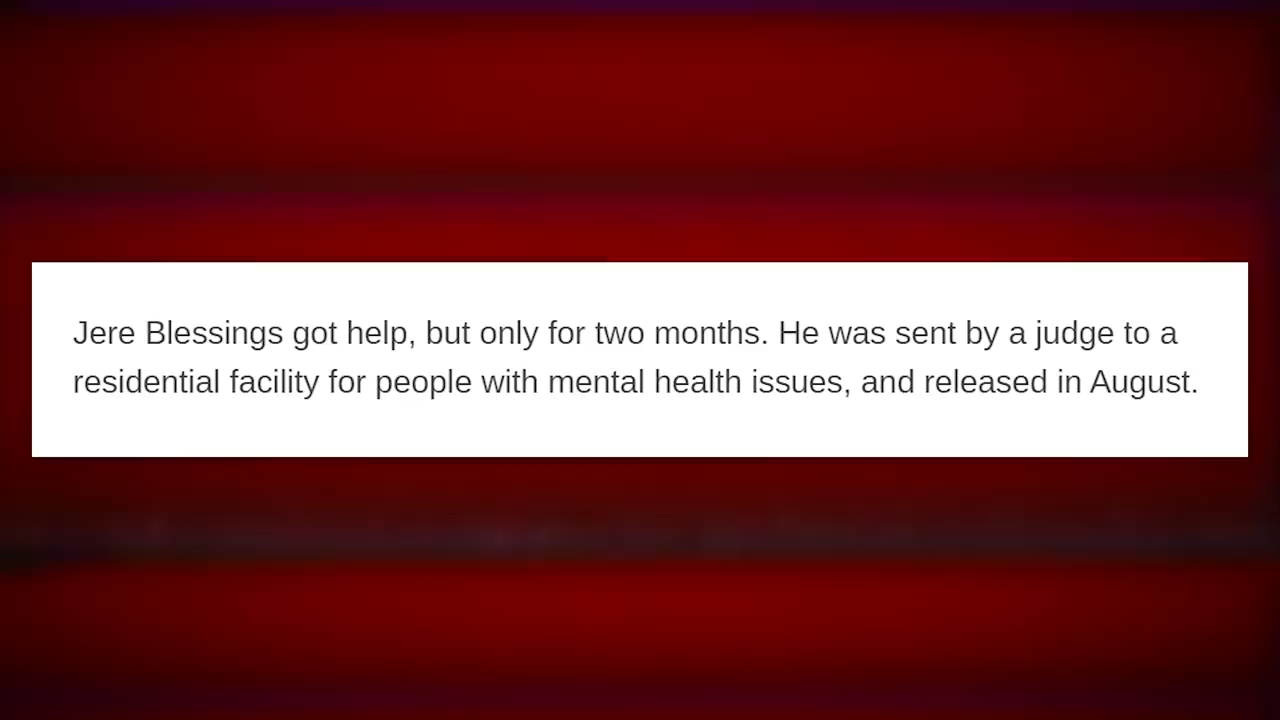 Jere Blessings got help, but only for two months. He was sent by a judge to a
residential facility for people with mental health issues, and released in August.